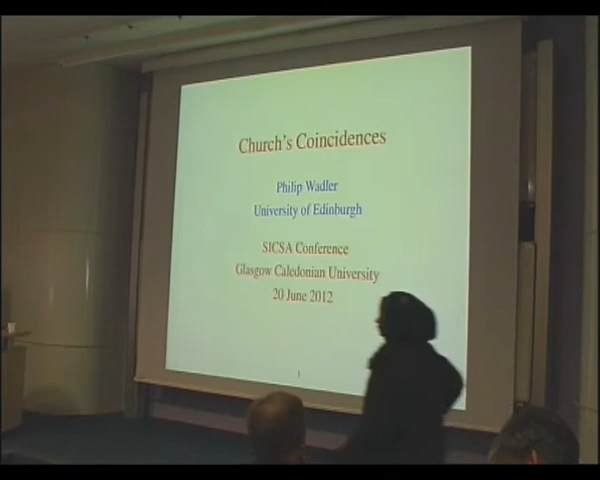 Church's Coincidences
Philip Wadler
University of Edinburgh
SICSA Conference
Glasgow Caledonian University
20 June 2012
1